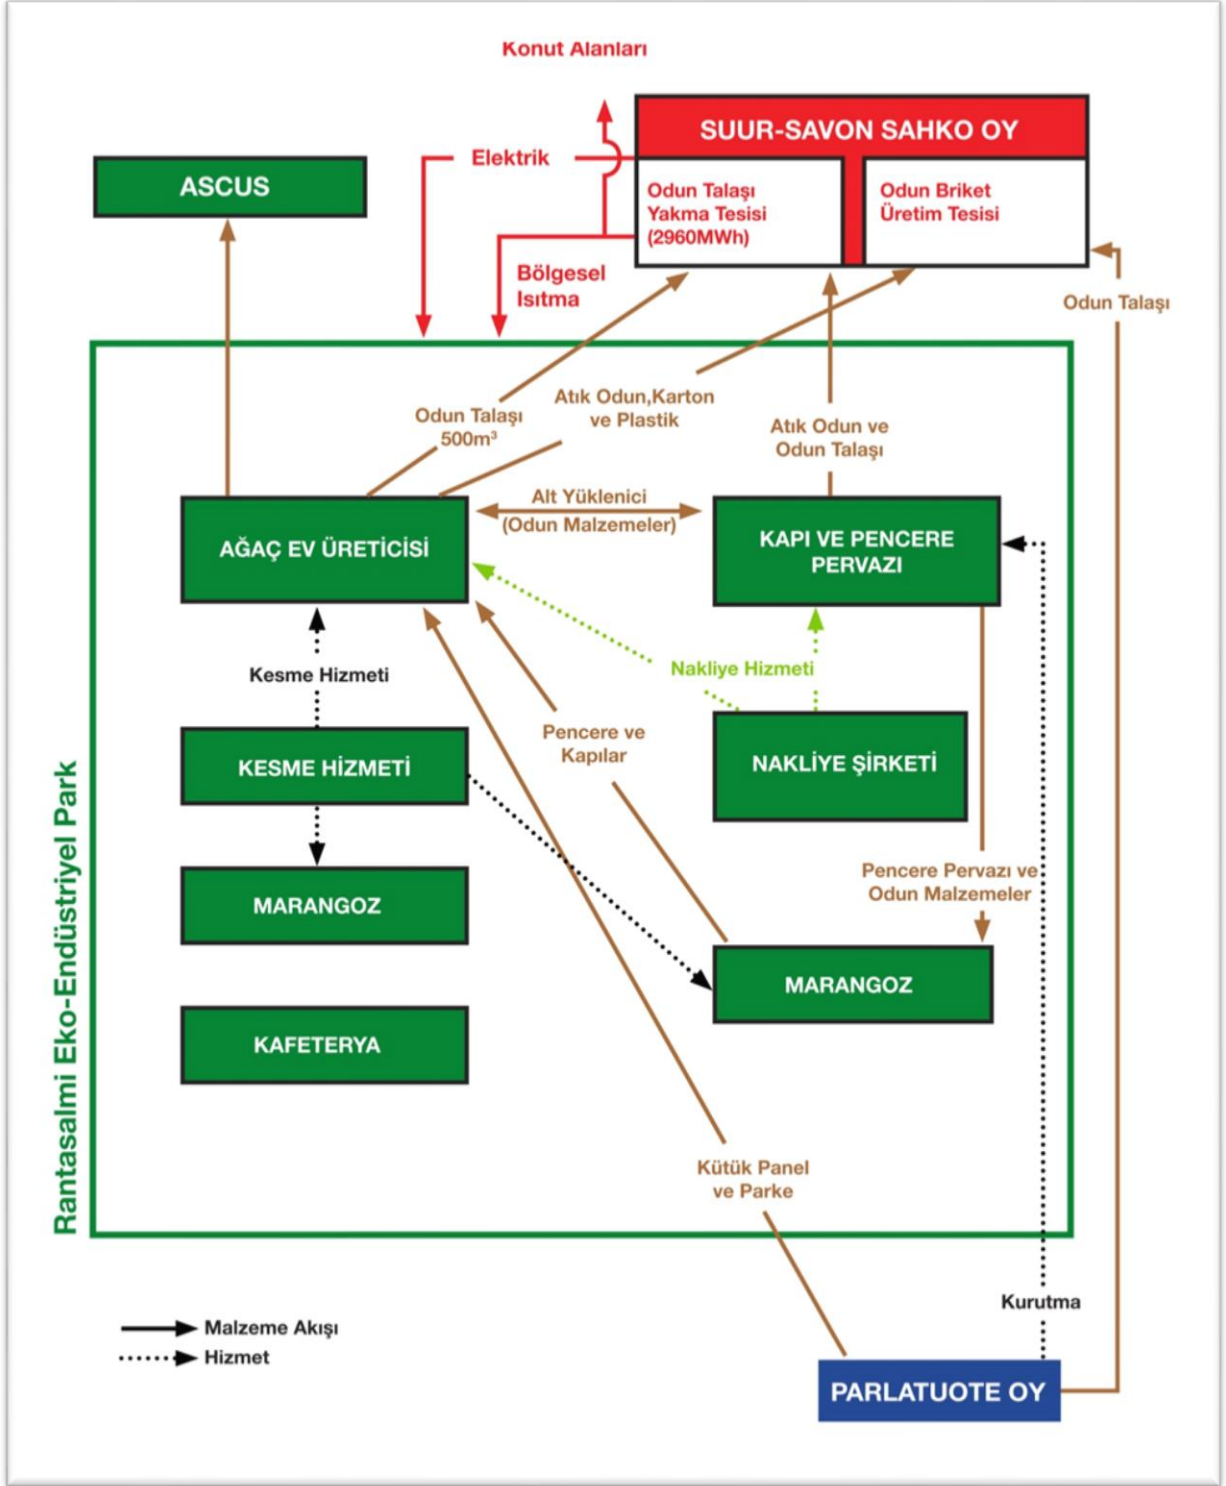 Konut Alanları
SUUR-SAVON SAHKO OY
Elektrik
ASCUS
Odun Talaşı
Yakma Tesisi
(2960MWh)
Odun Briket
Üretim Tesisi
Bölgesel
Isıtma
Odun Talaşı
Atık Odun,Karton
ve Plastik
Odun Talaşı
500m³
Atık Odun ve
Odun Talaşı
Alt Yüklenici
(Odun Malzemeler)
AĞAÇ EV ÜRETİCİSİ
KAPI VE PENCERE
PERVAZI
Kesme Hizmeti
Nakliye Hizmeti
Pencere ve
Kapılar
KESME HİZMETİ
NAKLİYE ŞİRKETİ
Pencere Pervazı ve
Odun Malzemeler
MARANGOZ
MARANGOZ
KAFETERYA
Rantasalmi Eko-Endüstriyel Park
Kütük Panel
ve Parke
Kurutma
Malzeme Akışı
Hizmet
PARLATUOTE OY